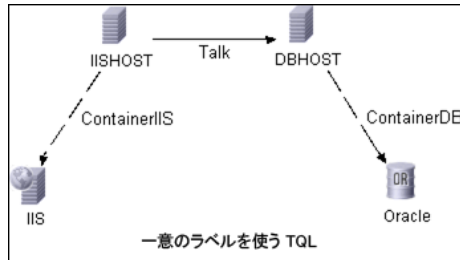 IISHOST
Talk
DBHOST
ContainerIIS
ContainerDB
OR
IIS
Oracle
一意のラベルを使う TQL